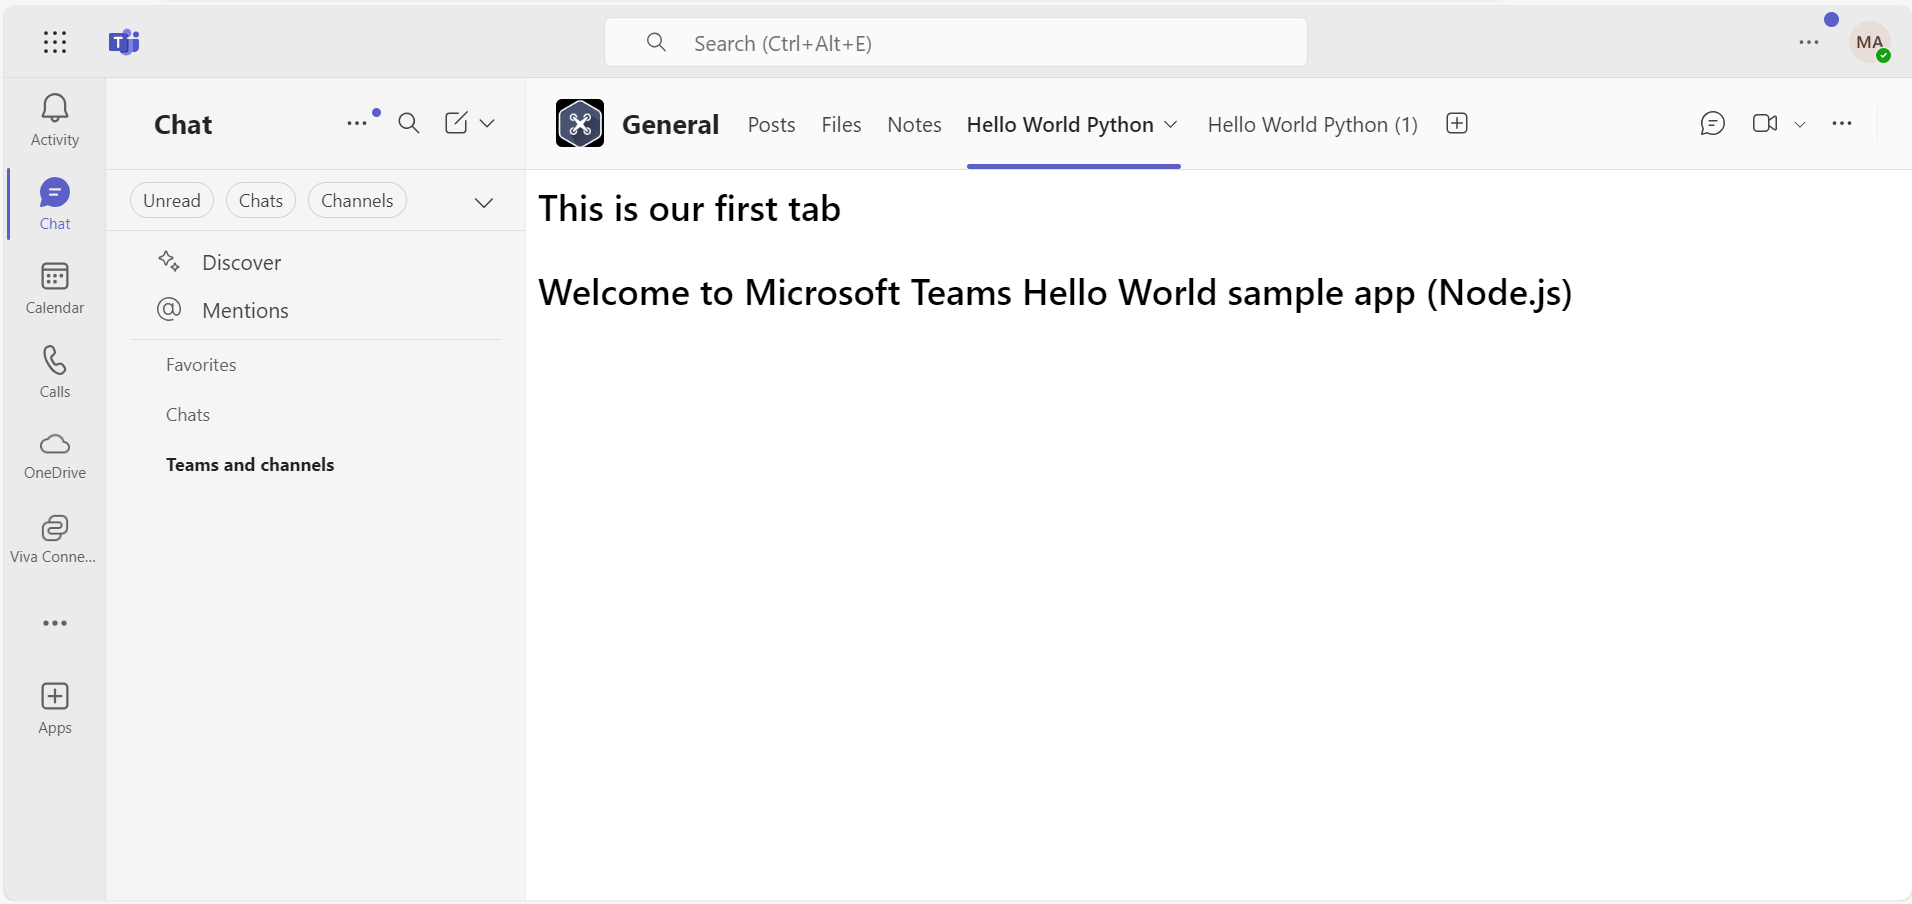 Search (Ctrl+Alt+E)
MA
Activity
Chat
Calendar
Calls
OneDrive
Viva Conne...
Apps
Chat
Unread Chats Channels
Discover
@ Mentions
Favorites
Chats
Teams and channels
General Posts Files Notes Hello World Python Hello World Python (1)
This is our first tab
Welcome to Microsoft Teams Hello World sample app (Node.js)